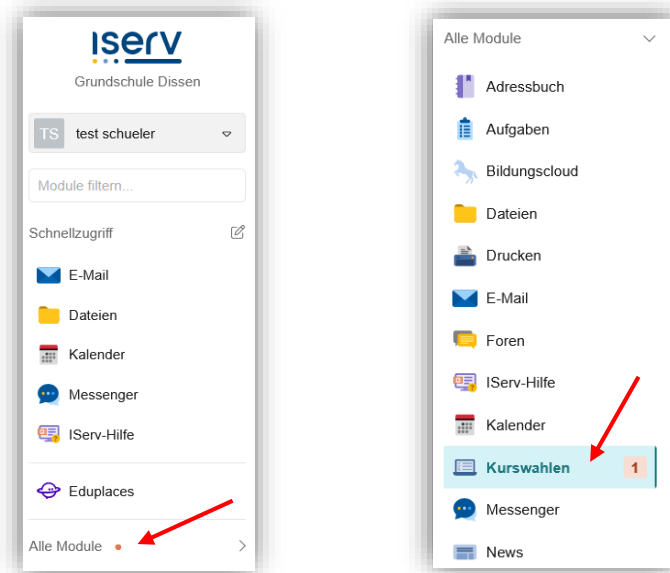 IServ
Grundschule Dissen
TS test schueler
Module filtern...
Schnellzugriff
E-Mail
Dateien
Kalender
Messenger
IServ-Hilfe
Eduplaces
Alle Module
Alle Module
Adressbuch
Aufgaben
Bildungscloud
Dateien
Drucken
E-Mail
Foren
IServ-Hilfe
Kalender
Kurswahlen 1
Messenger
News